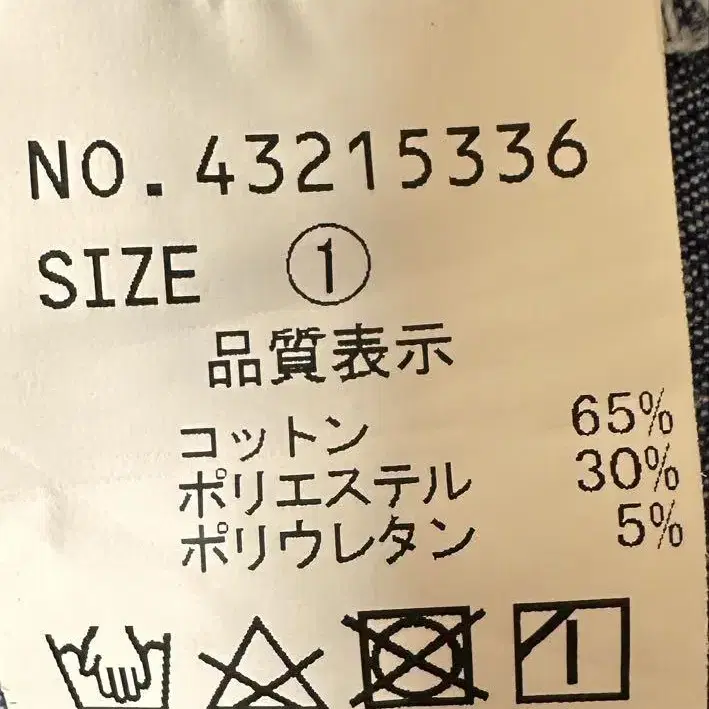 NO.43215336
SIZE ①
品質表示
コットン 65%
ポリエステル 30%
ポリウレタン 5%